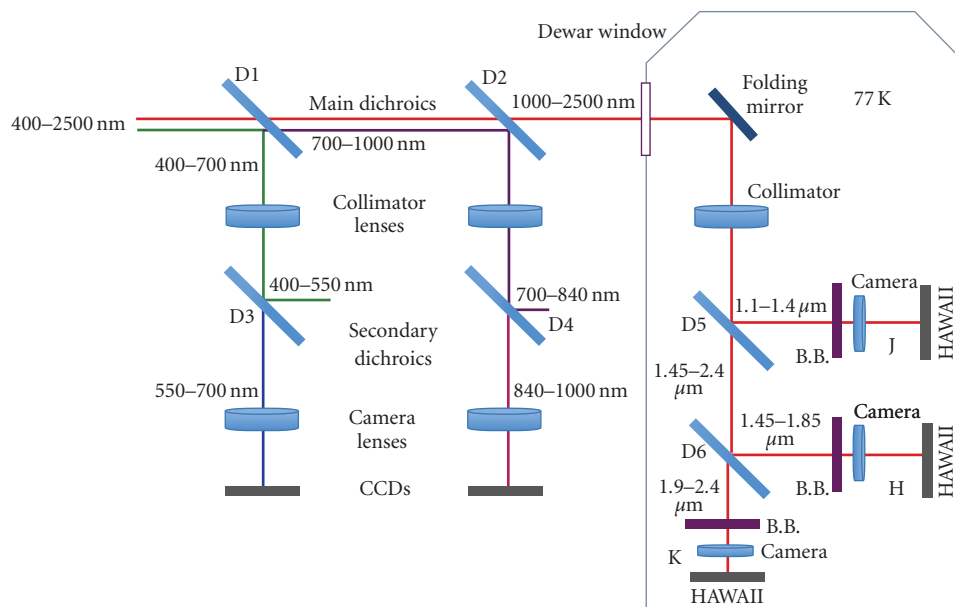 Dewar window
D1
D2
Main dichroics
1000–2500 nm
Folding
mirror
77 K
400–2500 nm
700–1000 nm
400–700 nm
Collimator
lenses
Collimator
400–550 nm
700–840 nm
D3
D4
Secondary
dichroics
D5
1.1–1.4 μm
Camera
B.B.
J
HAWAII
1.45–2.4
μm
550–700 nm
840–1000 nm
Camera
lenses
CCDs
D6
1.45–1.85
μm
Camera
B.B.
H
HAWAII
1.9–2.4
μm
B.B.
K
Camera
HAWAII